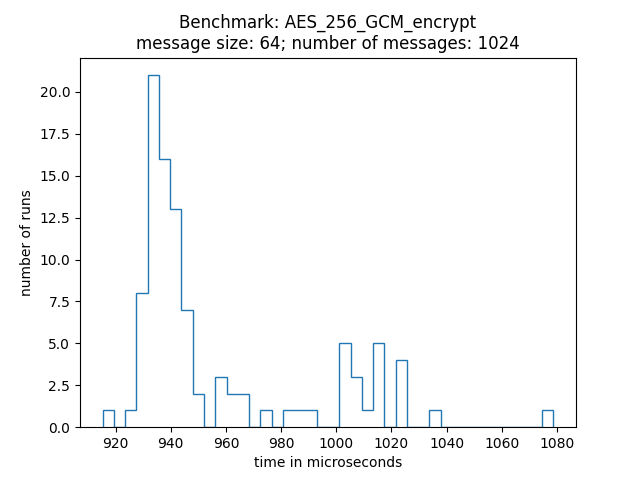 Benchmark: AES_256_GCM_encrypt
message size: 64; number of messages: 1024
20.0
17.5
15.0
12.5
10.0
7.5
5.0
2.5
0.0
number of runs
920 940 960 980 1000 1020 1040 1060 1080
time in microseconds